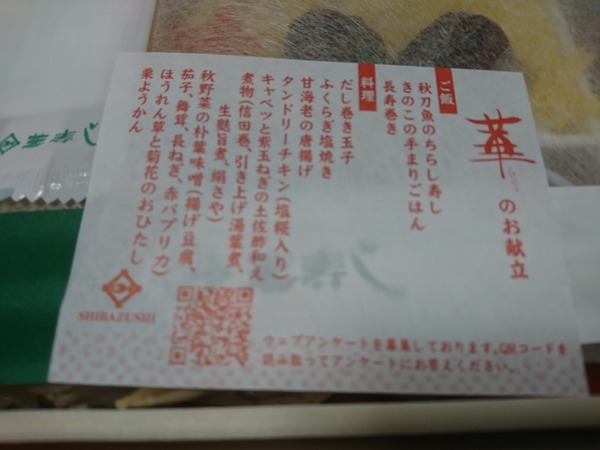 華のお献立
ご飯
秋刀魚のちらし寿し
きのこの手まりごはん
長寿巻き
料理
だし巻き玉子
ふくらぎ塩焼き
甘海老の唐揚げ
タンドリーチキン(塩糀入り)
キャベツと紫玉ねぎの土佐酢和え
煮物(信田巻、引き上げ湯葉煮、
生麩旨煮、絹さや)
秋野菜の朴葉味噌(揚げ豆腐、
茄子、舞茸、長ねぎ、赤パプリカ)
ほうれん草と菊花のおひたし
栗ようかん
SHIBAZUSHI
ウェブアンケートを募集しております。QRコードを
読み取ってアンケートにお答えください。